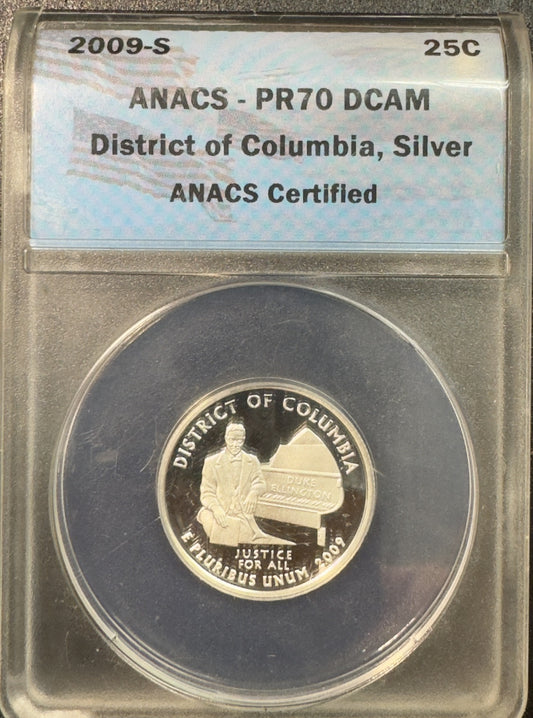 2009-S 25C
ANACS - PR70 DCAM
District of Columbia, Silver
ANACS Certified
DISTRICT OF COLUMBIA
DUKE
ELLINGTON
JUSTICE
FOR ALL
E PLURIBUS UNUM 2009